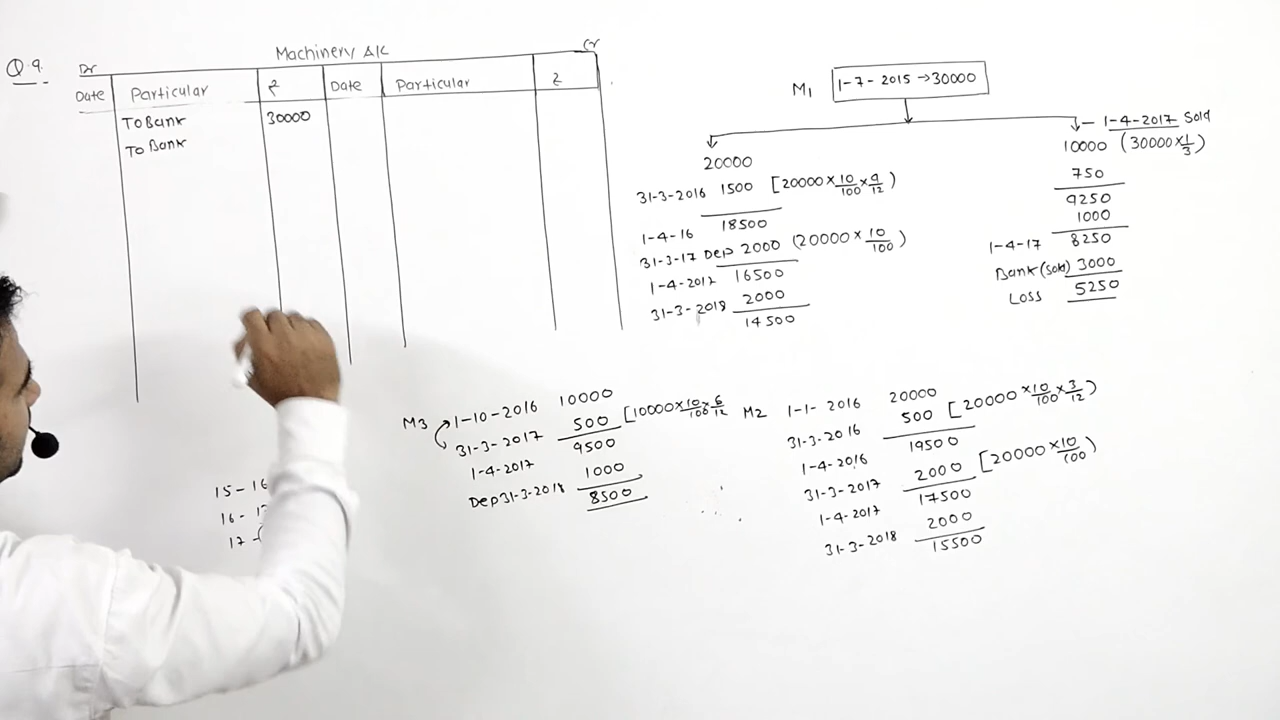 Q.9.
Machinery A/c
Dr
Cr
Date Particular ₹ Date Particular ₹
To Bank 30000
To Bank
15-16
16-1
17-
M1 1-7-2015 → 30000
20000
31-3-2016 1500 [20000 × 10/100 × 9/12)
18500
1-4-16
31-3-17 Dep 2000 (20000 × 10/100)
1-4-2017 16500
31-3-2018 2000
14500
1-4-2017 Sold
10000 (30000 × 1/3)
750
9250
1000
1-4-17 8250
Bank (Sold) 3000
Loss 5250
M3 1-10-2016 10000
31-3-2017 500 [10000 × 10/100 × 6/12
9500
1-4-2017
1000
Dep 31-3-2018 8500
M2 1-1-2016 20000
31-3-2016 500 [20000 × 10/100 × 3/12)
1-4-2016 19500
31-3-2017 2000 [20000 × 10/100)
1-4-2017 17500
31-3-2018 2000
15500